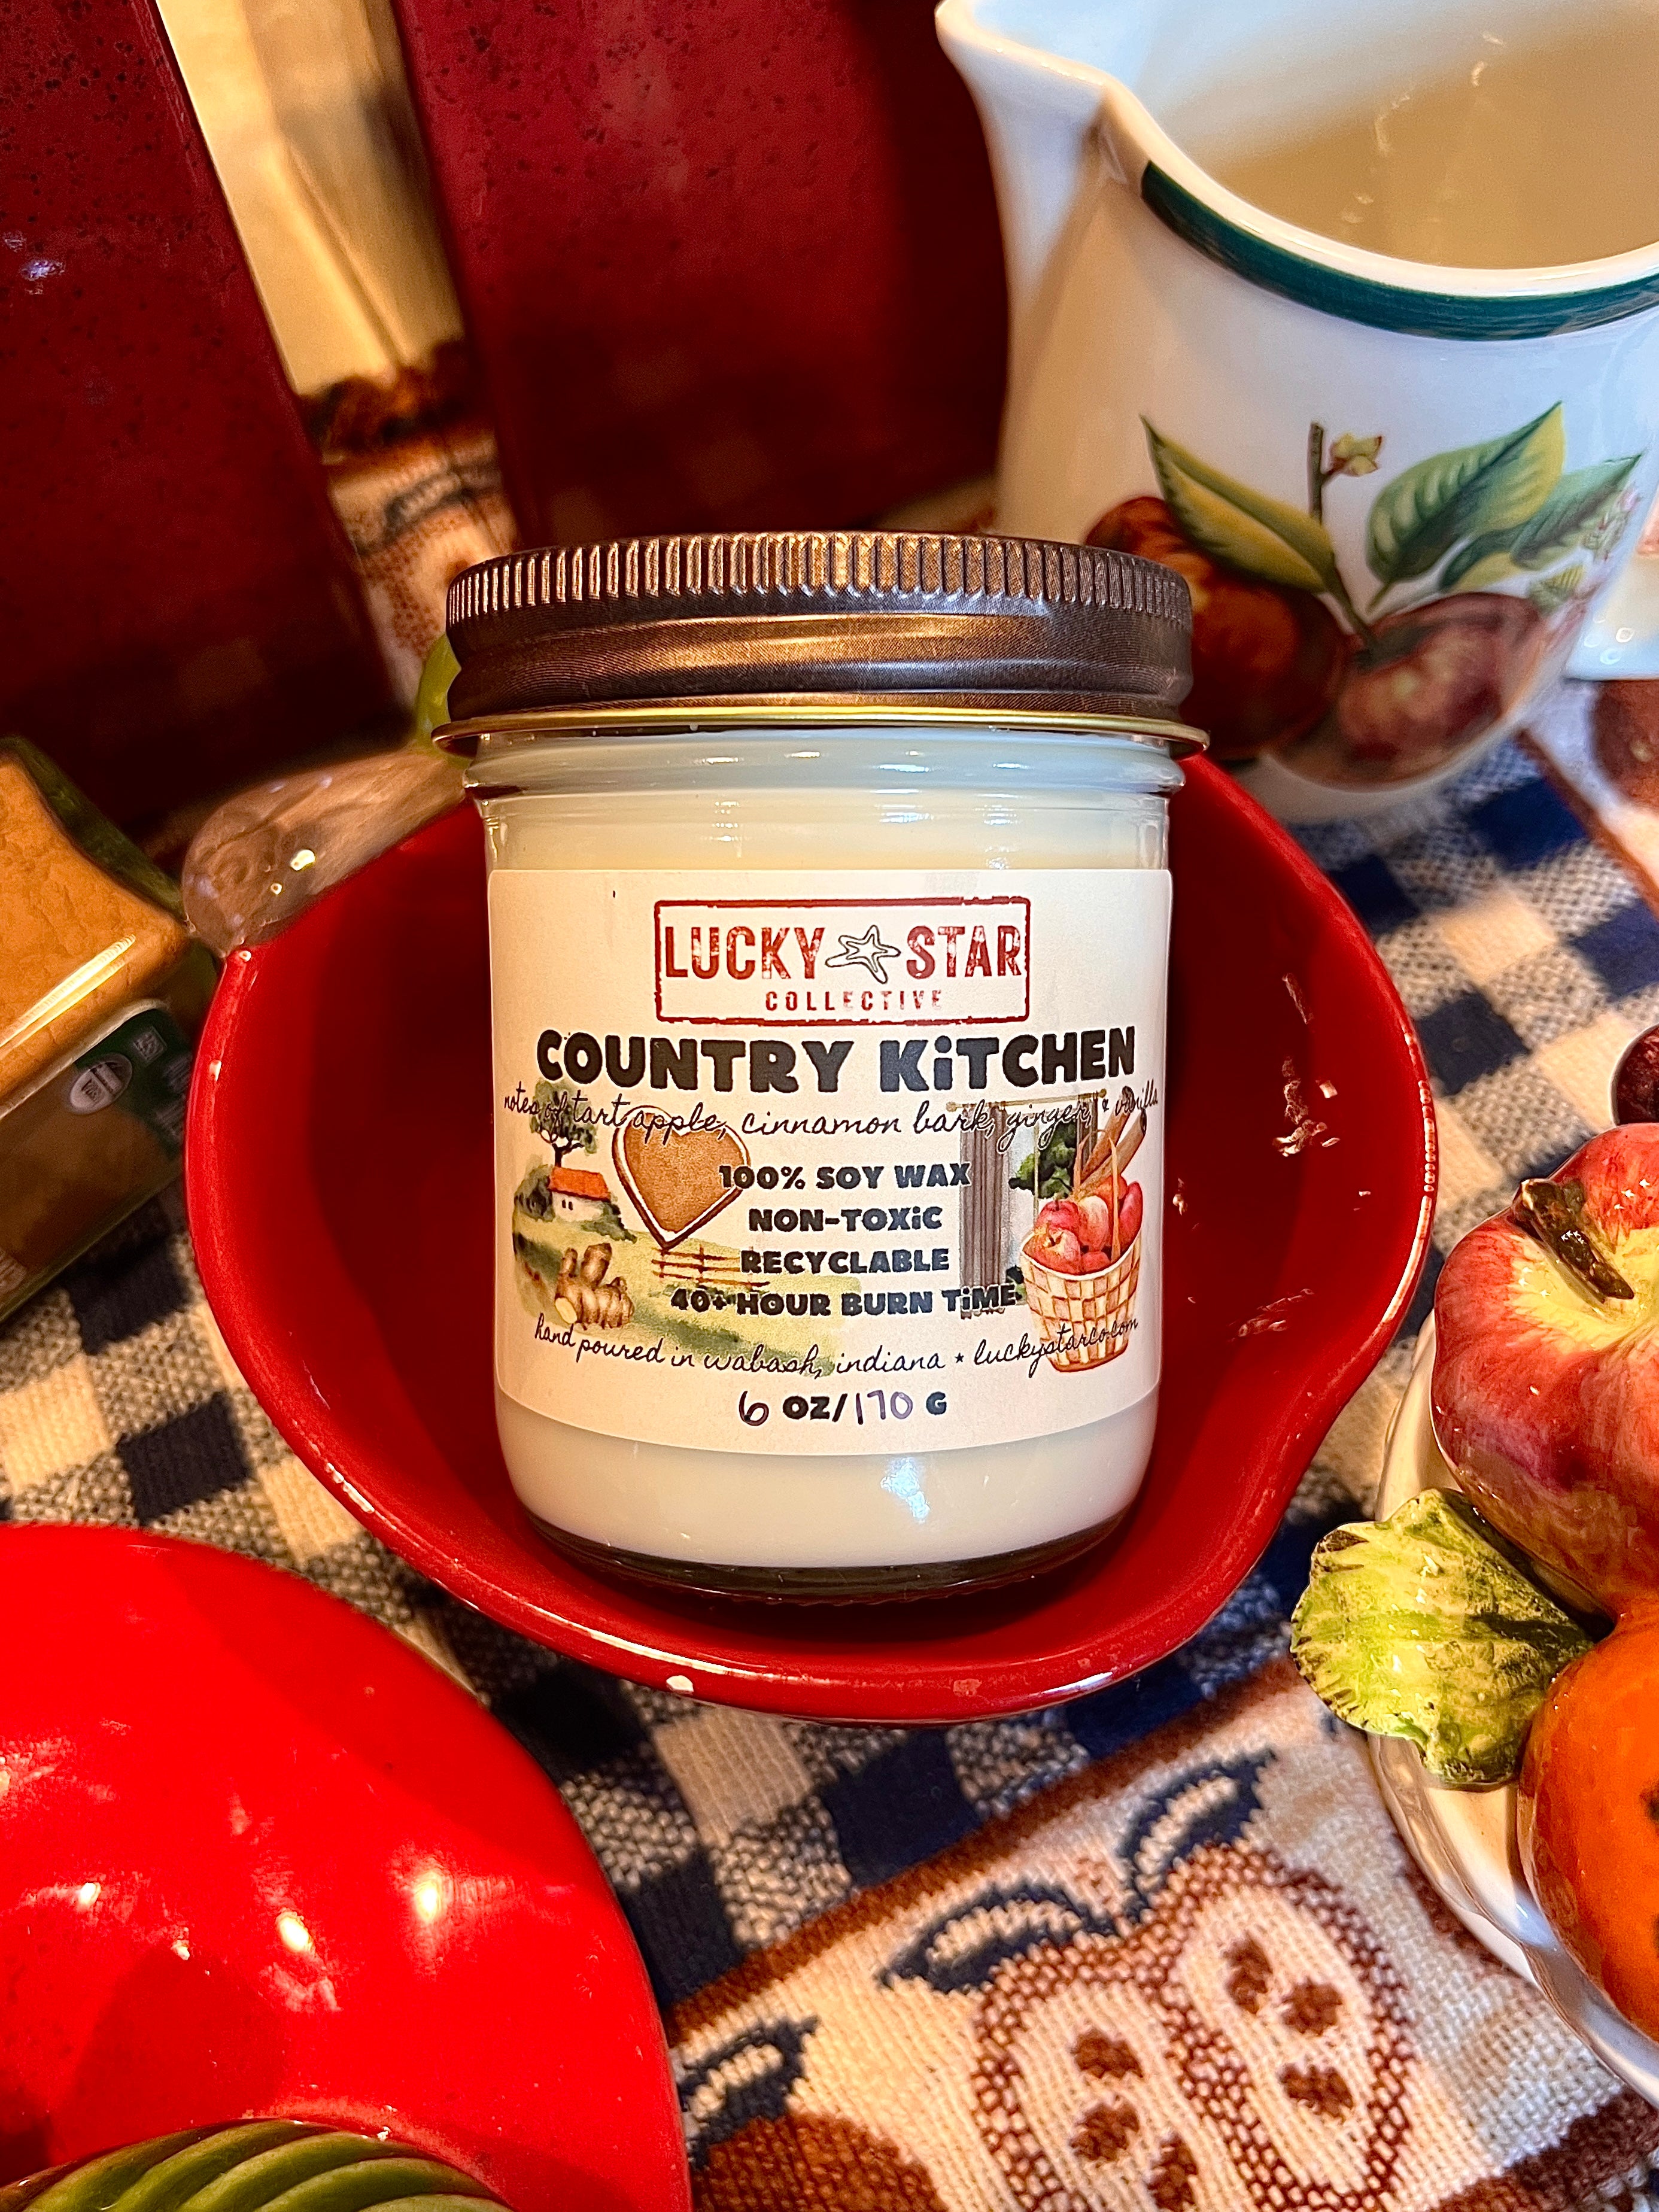 LUCKY STAR
COLLECTIVE
COUNTRY KiTCHEN
notes of tart apple, cinnamon bark, ginger, & vanilla
100% SOY WAX
NON-TOXiC
RECYCLABLE
40+ HOUR BURN TiME
hand poured in wabash, indiana * luckystarco.com
6 OZ/170 G